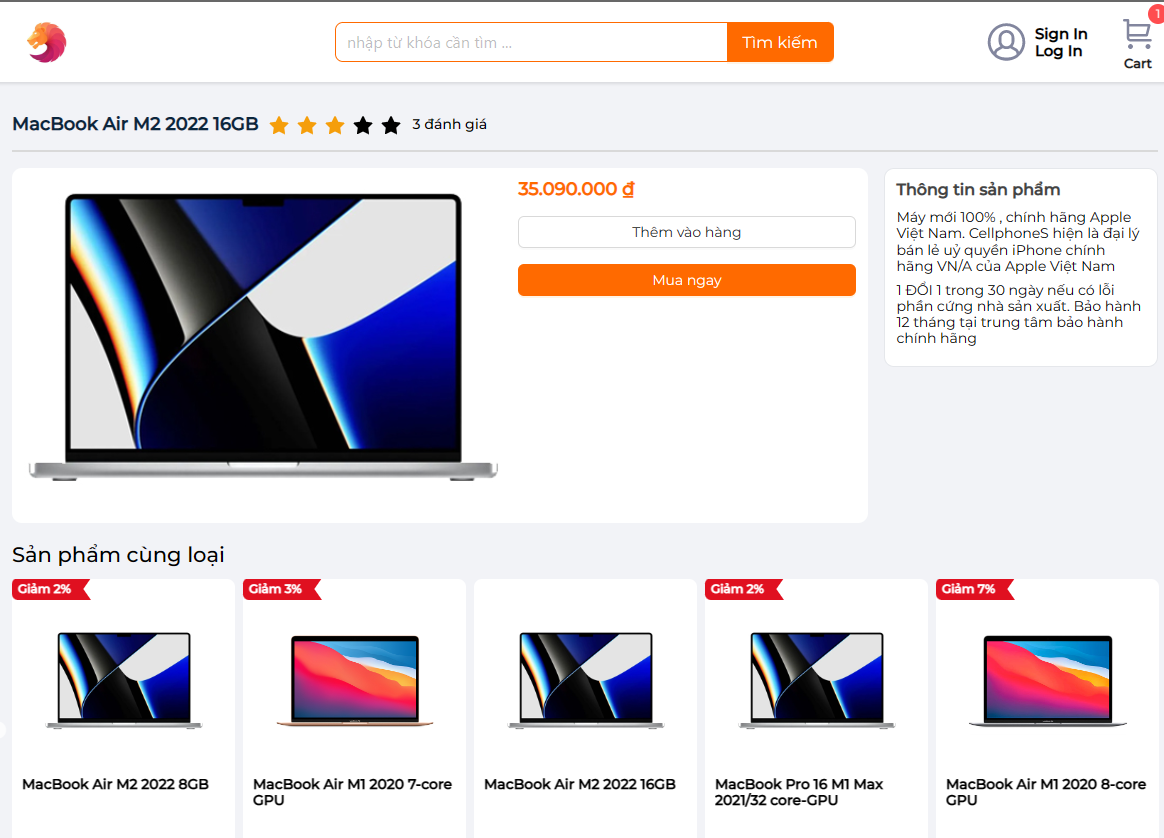 nhập từ khóa cần tìm ...
Tìm kiếm
Sign In
Log In
1
Cart
MacBook Air M2 2022 16GB
3 đánh giá
35.090.000 ₫
Thêm vào hàng
Mua ngay
Thông tin sản phẩm
Máy mới 100% , chính hãng Apple
Việt Nam. CellphoneS hiện là đại lý
bán lẻ uỷ quyền iPhone chính
hãng VN/A của Apple Việt Nam
1 ĐỔI 1 trong 30 ngày nếu có lỗi
phần cứng nhà sản xuất. Bảo hành
12 tháng tại trung tâm bảo hành
chính hãng
Sản phẩm cùng loại
Giảm 2%
MacBook Air M2 2022 8GB
Giảm 3%
MacBook Air M1 2020 7-core
GPU
MacBook Air M2 2022 16GB
Giảm 2%
MacBook Pro 16 M1 Max
2021/32 core-GPU
Giảm 7%
MacBook Air M1 2020 8-core
GPU